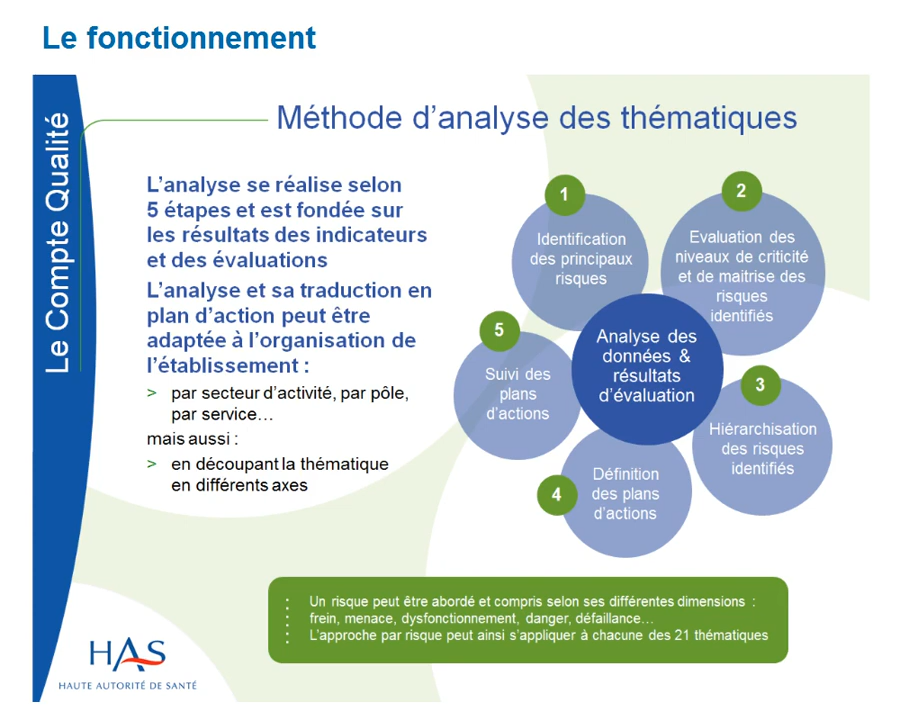 Le fonctionnement
Le Compte Qualité
Méthode d’analyse des thématiques
L’analyse se réalise selon
5 étapes et est fondée sur
les résultats des indicateurs
et des évaluations
L’analyse et sa traduction en
plan d’action peut être
adaptée à l’organisation de
l’établissement :
> par secteur d’activité, par pôle,
par service…
mais aussi :
> en découpant la thématique
en différents axes
1
Identification
des principaux
risques
2
Evaluation des
niveaux de criticité
et de maitrise des
risques
identifiés
3
Hiérarchisation
des risques
identifiés
4
Définition
des plans
d’actions
5
Suivi des
plans
d’actions
Analyse des
données &
résultats
d’évaluation
Un risque peut être abordé et compris selon ses différentes dimensions :
frein, menace, dysfonctionnement, danger, défaillance…
L’approche par risque peut ainsi s’appliquer à chacune des 21 thématiques
HAS
HAUTE AUTORITÉ DE SANTÉ